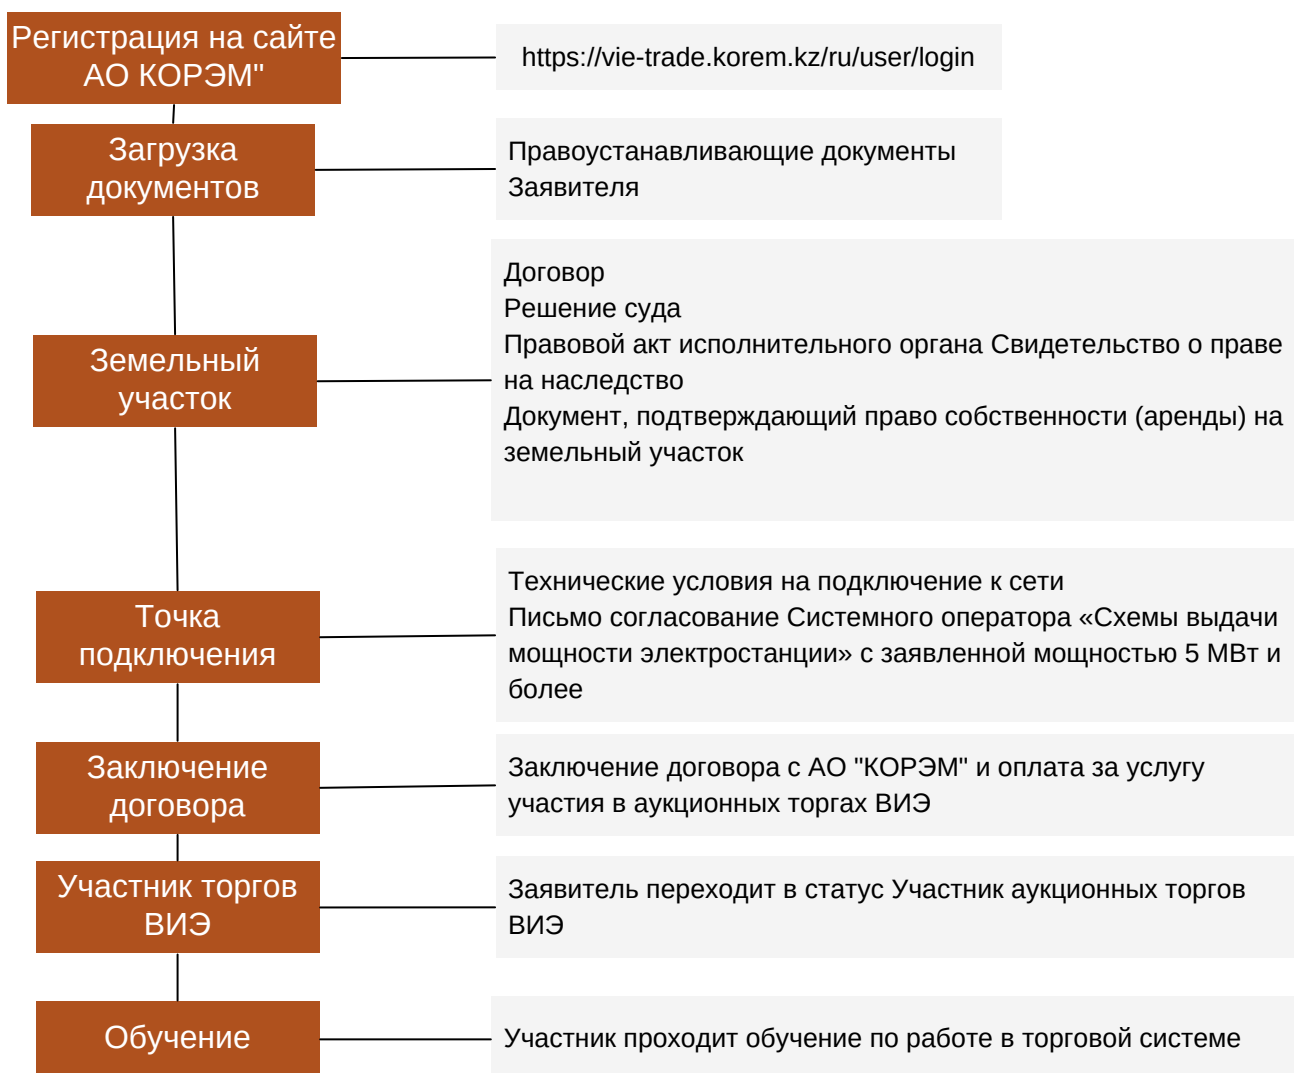 Регистрация на сайте
АО КОРЭМ"
https://vie-trade.korem.kz/ru/user/login
Загрузка
документов
Правоустанавливающие документы
Заявителя
Земельный
участок
Договор
Решение суда
Правовой акт исполнительного органа Свидетельство о праве
на наследство
Документ, подтверждающий право собственности (аренды) на
земельный участок
Точка
подключения
Технические условия на подключение к сети
Письмо согласование Системного оператора «Схемы выдачи
мощности электростанции» с заявленной мощностью 5 МВт и
более
Заключение
договора
Заключение договора с АО "КОРЭМ" и оплата за услугу
участия в аукционных торгах ВИЭ
Участник торгов
ВИЭ
Заявитель переходит в статус Участник аукционных торгов
ВИЭ
Обучение
Участник проходит обучение по работе в торговой системе